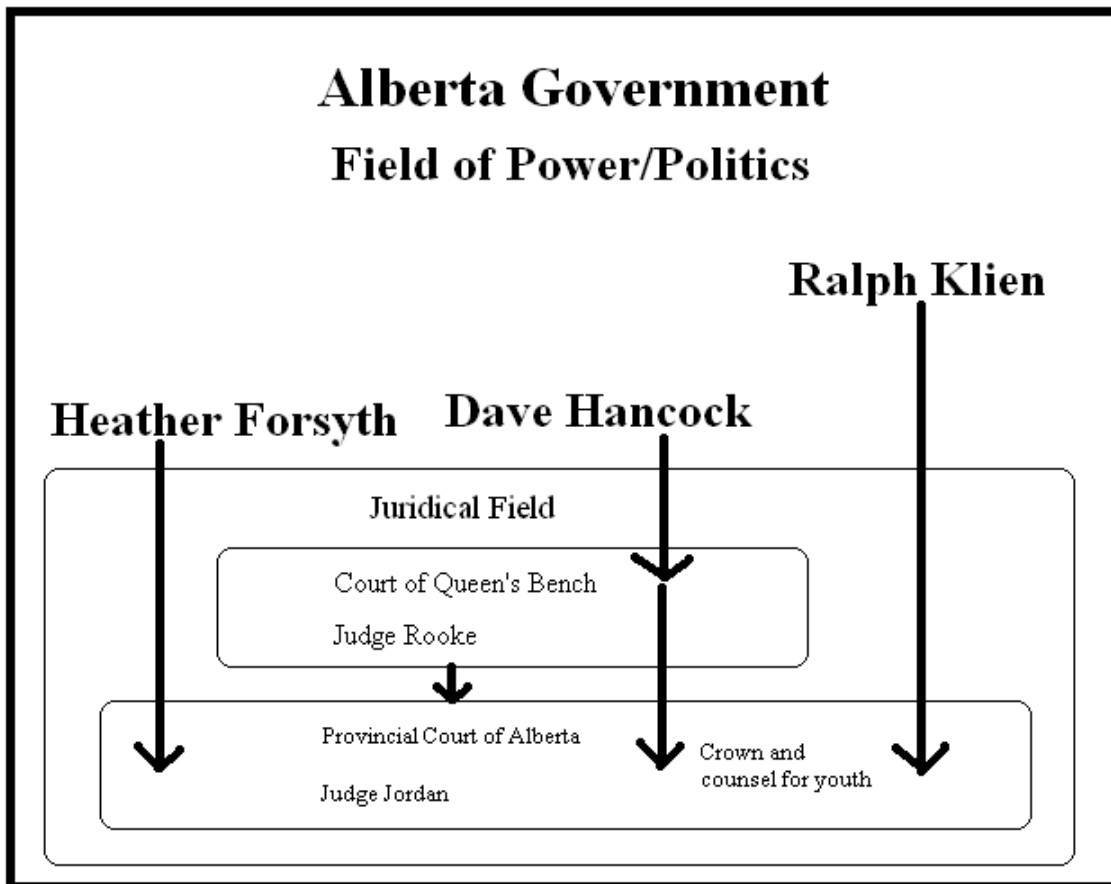 Alberta Government
Field of Power/Politics
Ralph Klien
Heather Forsyth
Dave Hancock
Juridical Field
Court of Queen's Bench
Judge Rooke
Provincial Court of Alberta
Judge Jordan
Crown and
counsel for youth